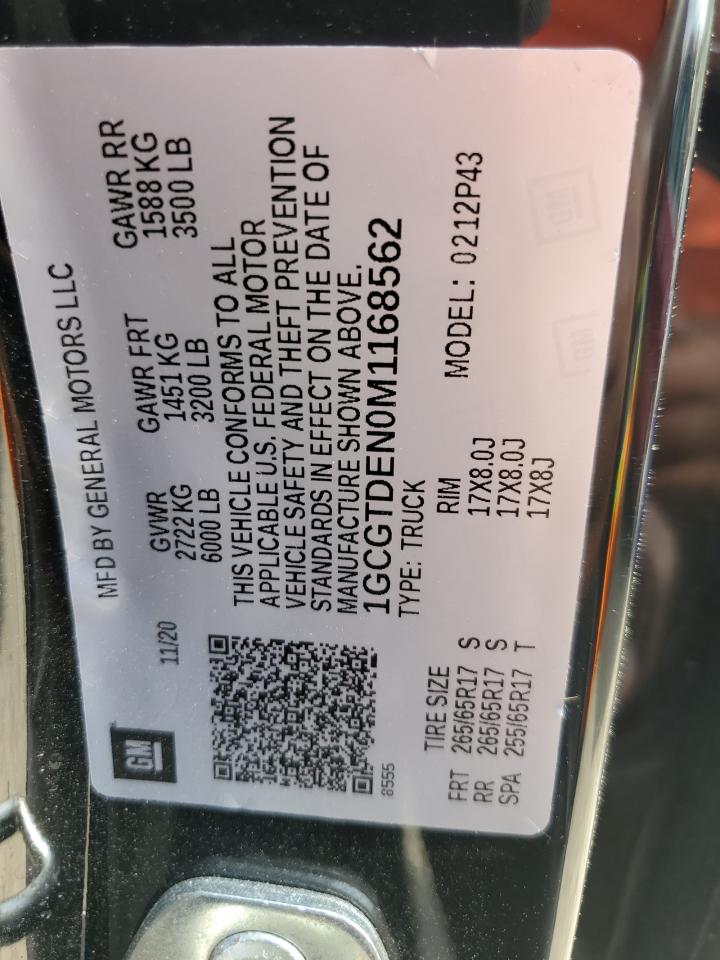 GM
MFD BY GENERAL MOTORS LLC
11/20
GVWR GAWR FRT GAWR RR
2722 KG 1451 KG 1588 KG
6000 LB 3200 LB 3500 LB
THIS VEHICLE CONFORMS TO ALL
APPLICABLE U.S. FEDERAL MOTOR
VEHICLE SAFETY AND THEFT PREVENTION
STANDARDS IN EFFECT ON THE DATE OF
MANUFACTURE SHOWN ABOVE.
1GCGTDEN0M1168562
8555
TYPE: TRUCK
TIRE SIZE RIM MODEL: 0212P43
FRT 265/65R17 S 17X8.0J
RR 265/65R17 S 17X8.0J
SPA 255/65R17 T 17X8J
GM
GM